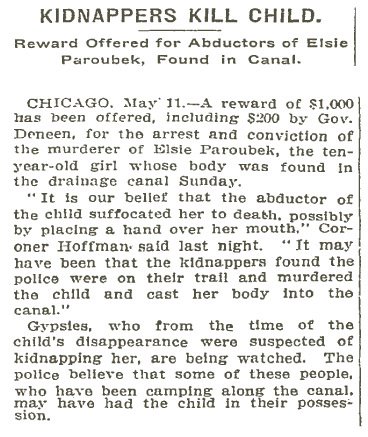 KIDNAPPERS KILL CHILD.
Reward Offered for Abductors of Elsie
Paroubek, Found in Canal.
CHICAGO, May 11.—A reward of $1,000
has been offered, including $200 by Gov.
Deneen, for the arrest and conviction of
the murderer of Elsie Paroubek, the ten-
year-old girl whose body was found in
the drainage canal Sunday.
"It is our belief that the abductor of
the child suffocated her to death, possibly
by placing a hand over her mouth," Cor-
oner Hoffman said last night. "It may
have been that the kidnappers found the
police were on their trail and murdered
the child and cast her body into the
canal."
Gypsies, who from the time of the
child's disappearance were suspected of
kidnapping her, are being watched. The
police believe that some of these people,
who have been camping along the canal,
may have had the child in their posses-
sion.